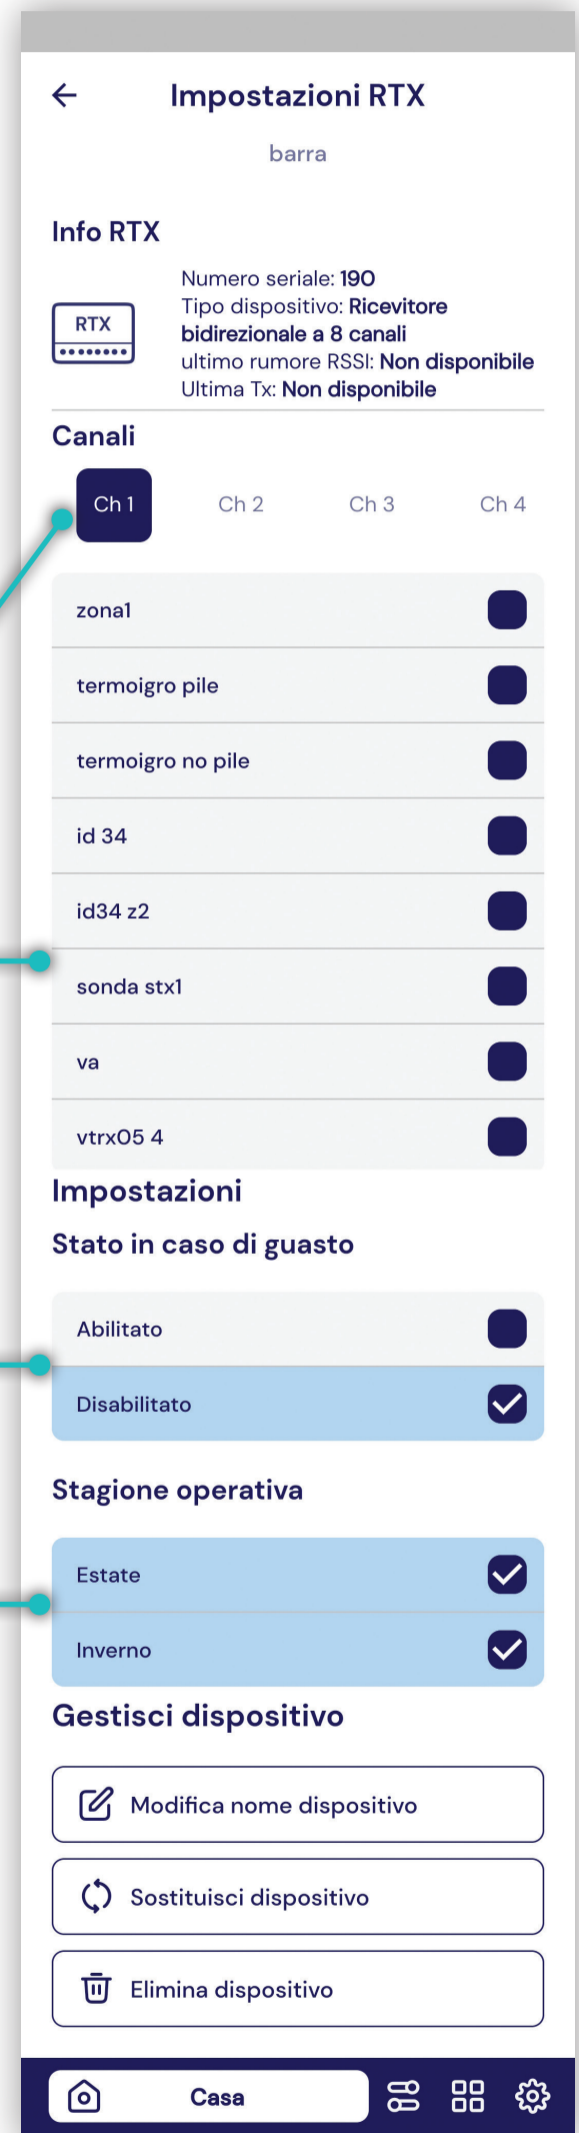 Impostazioni RTX
barra
Info RTX
RTX
Numero seriale: 190
Tipo dispositivo: Ricevitore
bidirezionale a 8 canali
ultimo rumore RSSI: Non disponibile
Ultima Tx: Non disponibile
Canali
Ch 1 Ch 2 Ch 3 Ch 4
zona1
termoigro pile
termoigro no pile
id 34
id34 z2
sonda stx1
va
vtrx05 4
Impostazioni
Stato in caso di guasto
Abilitato
Disabilitato
Stagione operativa
Estate
Inverno
Gestisci dispositivo
Modifica nome dispositivo
Sostituisci dispositivo
Elimina dispositivo
Casa